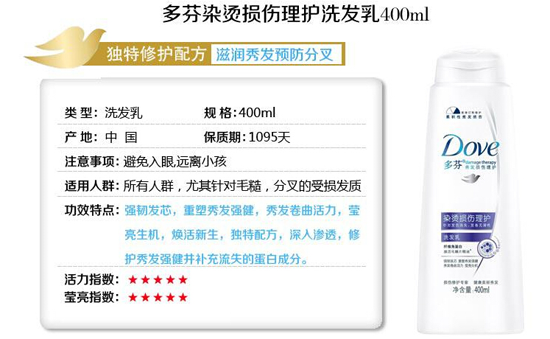 多芬染烫损伤理护洗发乳400ml
独特修护配方 滋润秀发预防分叉
类 型：洗发乳 规 格：400ml
产 地：中 国 保质期：1095天
注意事项：避免入眼,远离小孩
适用人群：所有人群，尤其针对毛糙，分叉的受损发质
功效特点：强韧发芯，重塑秀发强健，秀发卷曲活力，莹
亮生机，焕活新生，独特配方，深入渗透，修
护秀发强健并补充流失的蛋白成分。
活力指数：★★★★★
莹亮指数：★★★★★
Dove
多芬 damage therapy
染烫损伤理护
洗发乳
净含量：400ml